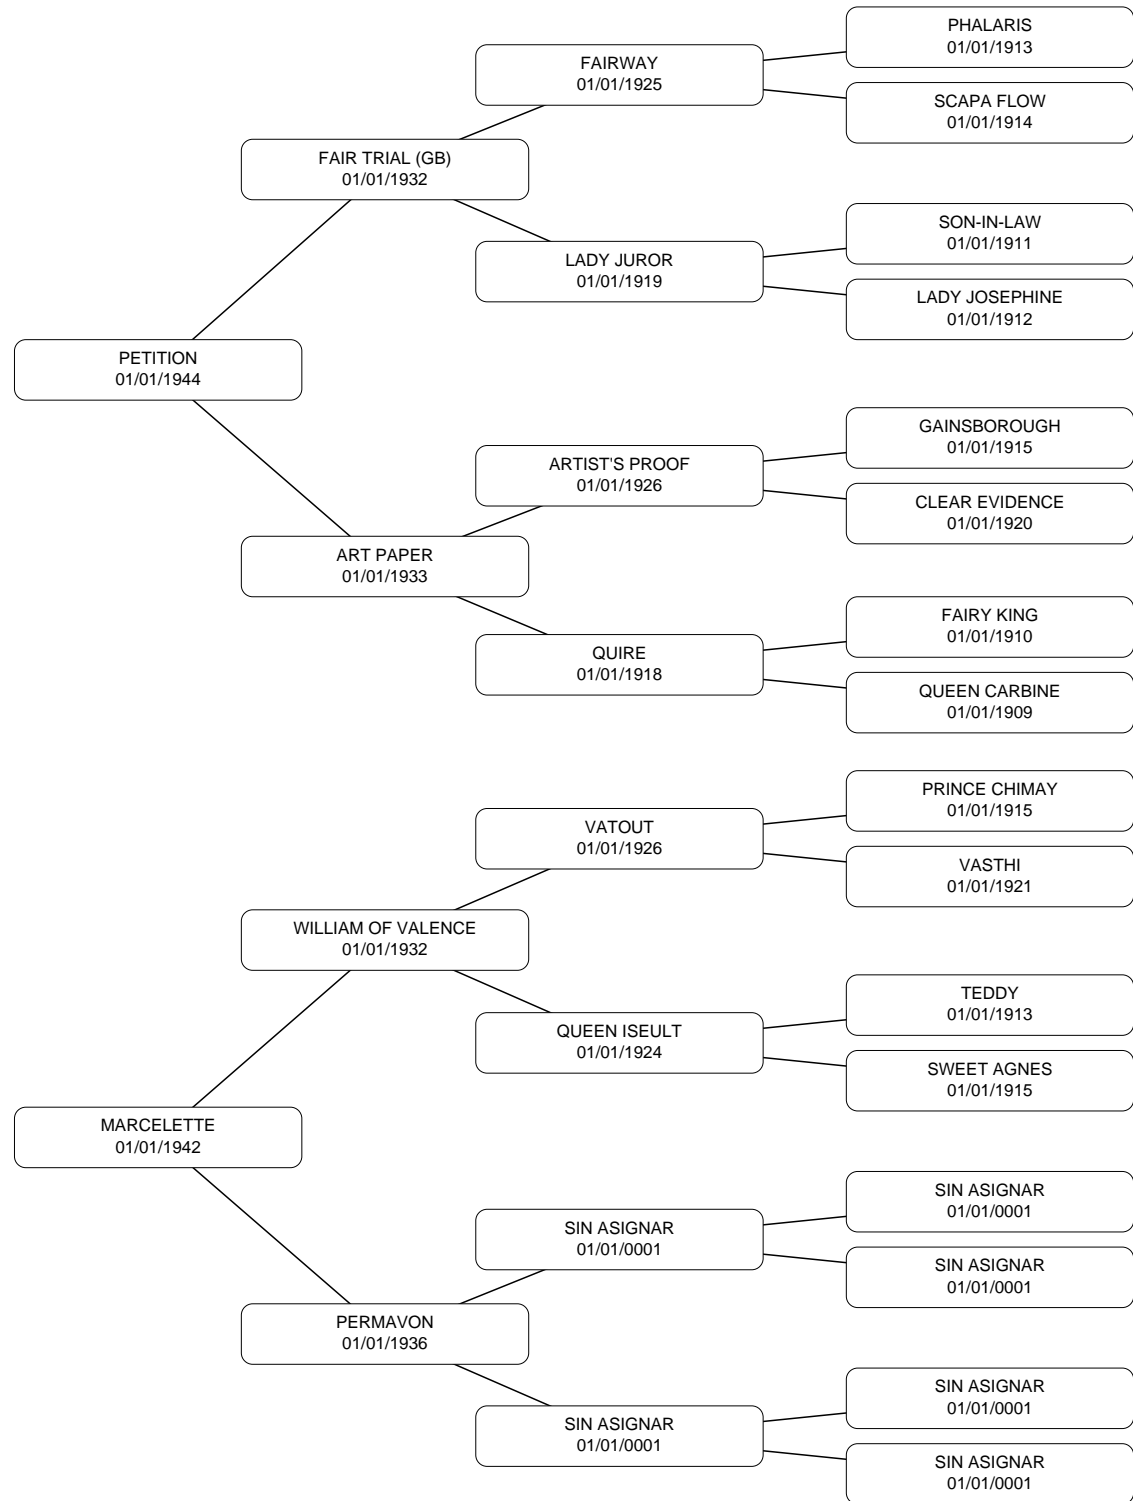 PHALARIS
01/01/1913
FAIRWAY
01/01/1925
SCAPA FLOW
01/01/1914
FAIR TRIAL (GB)
01/01/1932
SON-IN-LAW
01/01/1911
LADY JUROR
01/01/1919
LADY JOSEPHINE
01/01/1912
PETITION
01/01/1944
GAINSBOROUGH
01/01/1915
ARTIST'S PROOF
01/01/1926
CLEAR EVIDENCE
01/01/1920
ART PAPER
01/01/1933
FAIRY KING
01/01/1910
QUIRE
01/01/1918
QUEEN CARBINE
01/01/1909
PRINCE CHIMAY
01/01/1915
VATOUT
01/01/1926
VASTHI
01/01/1921
WILLIAM OF VALENCE
01/01/1932
TEDDY
01/01/1913
QUEEN ISEULT
01/01/1924
SWEET AGNES
01/01/1915
MARCELETTE
01/01/1942
SIN ASIGNAR
01/01/0001
SIN ASIGNAR
01/01/0001
SIN ASIGNAR
01/01/0001
PERMAVON
01/01/1936
SIN ASIGNAR
01/01/0001
SIN ASIGNAR
01/01/0001
SIN ASIGNAR
01/01/0001